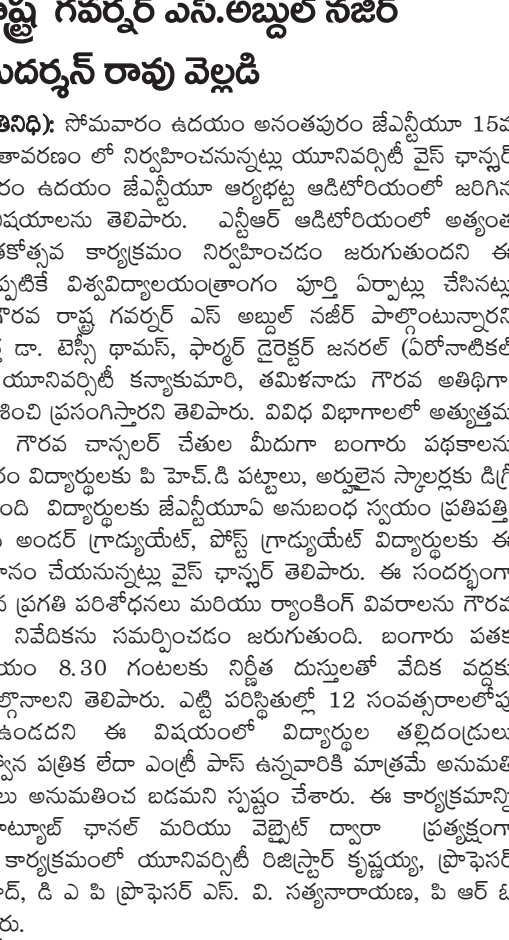 రాష్ట్ర గవర్నర్ ఎస్.అబ్దుల్ నజీర్
సుదర్శన్ రావు వెల్లడి
తినిధి): సోమవారం ఉదయం అనంతపురం జేఎన్టీయూ 15వ
తావరణం లో నిర్వహించనున్నట్లు యూనివర్సిటీ వైస్ ఛాన్సలర్
రం ఉదయం జేఎన్టీయూ ఆర్యభట్ట ఆడిటోరియంలో జరిగిన
విషయాలను తెలిపారు. ఎన్టీఆర్ ఆడిటోరియంలో అత్యంత
తకోత్సవ కార్యక్రమం నిర్వహించడం జరుగుతుందని ఈ
ప్పటికే విశ్వవిద్యాలయంత్రాంగం పూర్తి ఏర్పాట్లు చేసినట్లు
గౌరవ రాష్ట్ర గవర్నర్ ఎస్ అబ్దుల్ నజీర్ పాల్గొంటున్నారని
డా. టెస్సీ థామస్, ఫార్మర్ డైరెక్టర్ జనరల్ (ఏరోనాటికల్
యూనివర్సిటీ కన్యాకుమారి, తమిళనాడు గౌరవ అతిథిగా
శించి ప్రసంగిస్తారని తెలిపారు. వివిధ విభాగాలలో అత్యుత్తమ
గౌరవ చాన్సలర్ చేతుల మీదుగా బంగారు పథకాలను
రం విద్యార్థులకు పి హెచ్.డి పట్టాలు, అర్హులైన స్కాలర్లకు డిగ్రీ
ంది విద్యార్థులకు జేఎన్టీయూఏ అనుబంధ స్వయం ప్రతిపత్తి
అండర్ గ్రాడ్యుయేట్, పోస్ట్ గ్రాడ్యుయేట్ విద్యార్థులకు ఈ
నం చేయనున్నట్లు వైస్ ఛాన్సలర్ తెలిపారు. ఈ సందర్భంగా
న ప్రగతి పరిశోధనలు మరియు ర్యాంకింగ్ వివరాలను గౌరవ
నివేదికను సమర్పించడం జరుగుతుంది. బంగారు పతక
యం 8.30 గంటలకు నిర్ణీత దుస్తులతో వేదిక వద్దకు
ల్గొనాలని తెలిపారు. ఎట్టి పరిస్థితుల్లో 12 సంవత్సరాలలోపు
ఉండదని ఈ విషయంలో విద్యార్థుల తల్లిదండ్రులు
హ్వాన పత్రిక లేదా ఎంట్రీ పాస్ ఉన్నవారికి మాత్రమే అనుమతి
లు అనుమతించ బడమని స్పష్టం చేశారు. ఈ కార్యక్రమాన్ని
ట్యూబ్ ఛానల్ మరియు వెబ్సైట్ ద్వారా ప్రత్యక్షంగా
కార్యక్రమంలో యూనివర్సిటీ రిజిస్ట్రార్ కృష్ణయ్య, ప్రొఫెసర్
ద్, డి ఎ పి ప్రొఫెసర్ ఎస్. వి. సత్యనారాయణ, పి ఆర్ ఓ
రు.